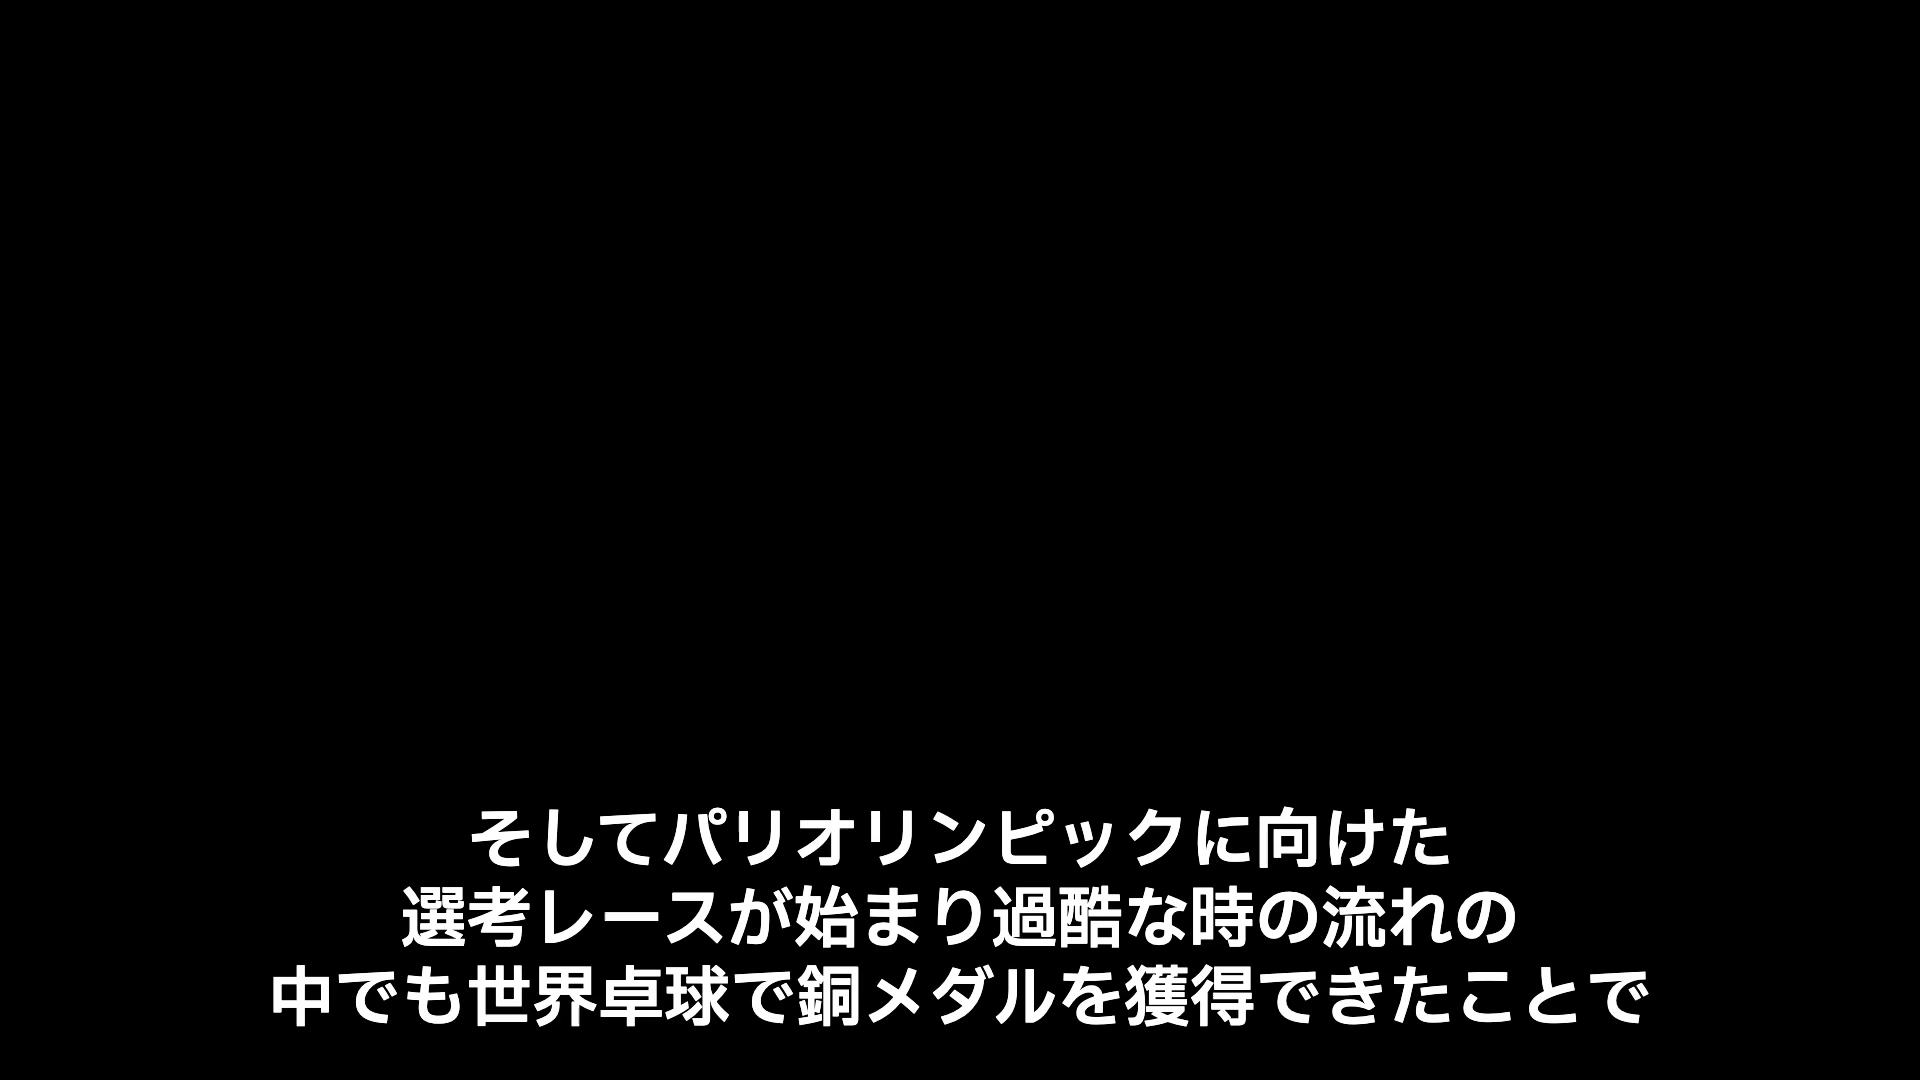 そしてパリオリンピックに向けた
選考レースが始まり過酷な時の流れの
中でも世界卓球で銅メダルを獲得できたことで